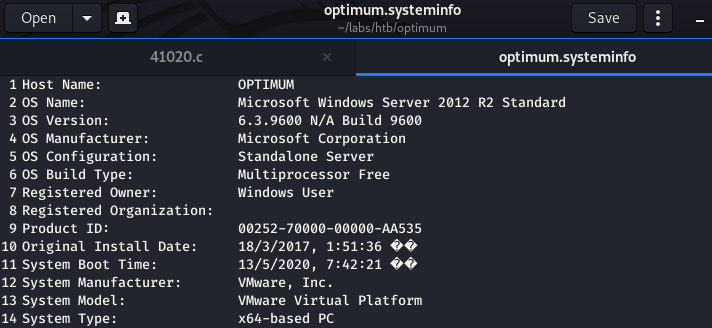 Open
optimum.systeminfo
~/labs/htb/optimum
Save
41020.c
optimum.systeminfo
1 Host Name: OPTIMUM
2 OS Name: Microsoft Windows Server 2012 R2 Standard
3 OS Version: 6.3.9600 N/A Build 9600
4 OS Manufacturer: Microsoft Corporation
5 OS Configuration: Standalone Server
6 OS Build Type: Multiprocessor Free
7 Registered Owner: Windows User
8 Registered Organization:
9 Product ID: 00252-70000-00000-AA535
10 Original Install Date: 18/3/2017, 1:51:36 ��
11 System Boot Time: 13/5/2020, 7:42:21 ��
12 System Manufacturer: VMware, Inc.
13 System Model: VMware Virtual Platform
14 System Type: x64-based PC